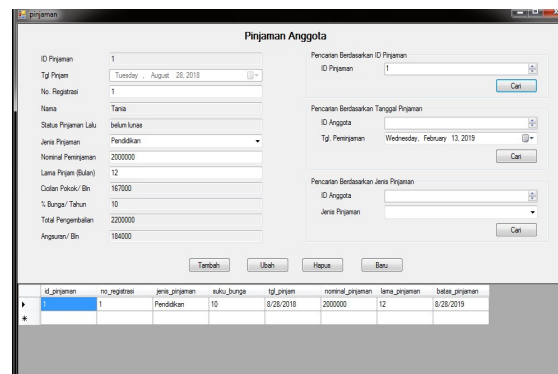 pinjaman
Pinjaman Anggota
ID Pinjaman 1
Tgl Pinjam Tuesday , August 28, 2018
No. Registrasi 1
Nama Tania
Status Pinjaman Lalu belum lunas
Jenis Pinjaman Pendidikan
Nominal Peminjaman 2000000
Lama Pinjam (Bulan) 12
Cicilan Pokok/ Bln 167000
% Bunga/ Tahun 10
Total Pengembalian 2200000
Angsuran/ Bln 184000
Pencarian Berdasarkan ID Pinjaman
ID Pinjaman 1
Cari
Pencarian Berdasarkan Tanggal Pinjaman
ID Anggota
Tgl. Peminjaman Wednesday, February 13, 2019
Cari
Pencarian Berdasarkan Jenis Pinjaman
ID Anggota
Jenis Pinjaman
Cari
Tambah Ubah Hapus Baru
id_pinjaman no_registrasi jenis_pinjaman suku_bunga tgl_pinjam nominal_pinjaman lama_pinjaman batas_pinjaman
1 1 Pendidikan 10 8/28/2018 2000000 12 8/28/2019